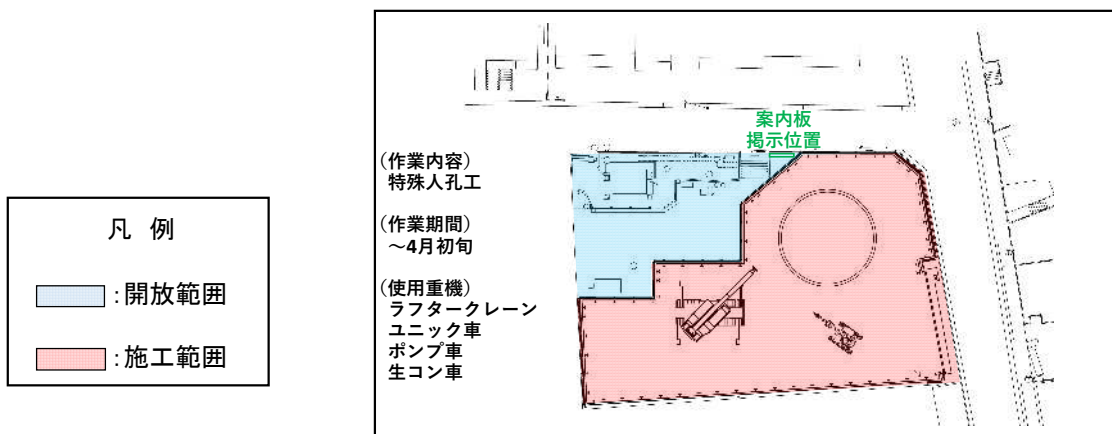 凡 例
：開放範囲
：施工範囲
案内板
掲示位置
(作業内容)
特殊人孔工
(作業期間)
～4月初旬
(使用重機)
ラフタークレーン
ユニック車
ポンプ車
生コン車